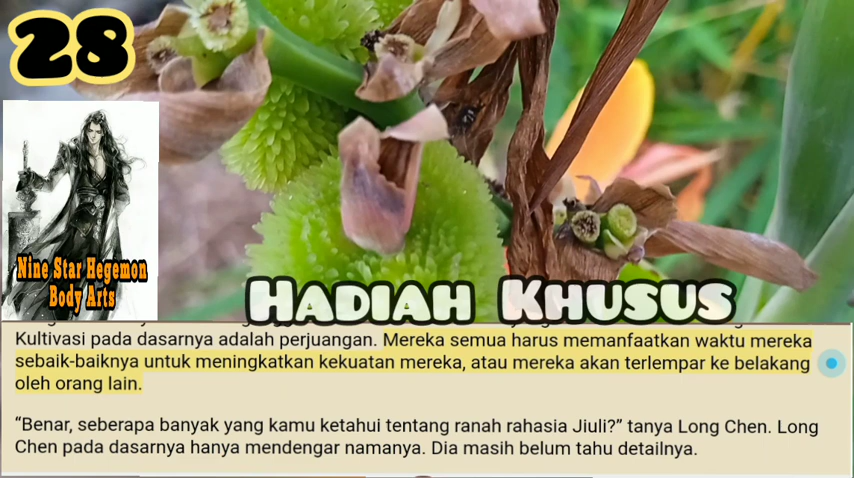 28
Nine Star Hegemon
Body Arts
HADIAH KHUSUS
Kultivasi pada dasarnya adalah perjuangan. Mereka semua harus memanfaatkan waktu mereka
sebaik-baiknya untuk meningkatkan kekuatan mereka, atau mereka akan terlempar ke belakang
oleh orang lain.
“Benar, seberapa banyak yang kamu ketahui tentang ranah rahasia Jiuli?” tanya Long Chen. Long
Chen pada dasarnya hanya mendengar namanya. Dia masih belum tahu detailnya.